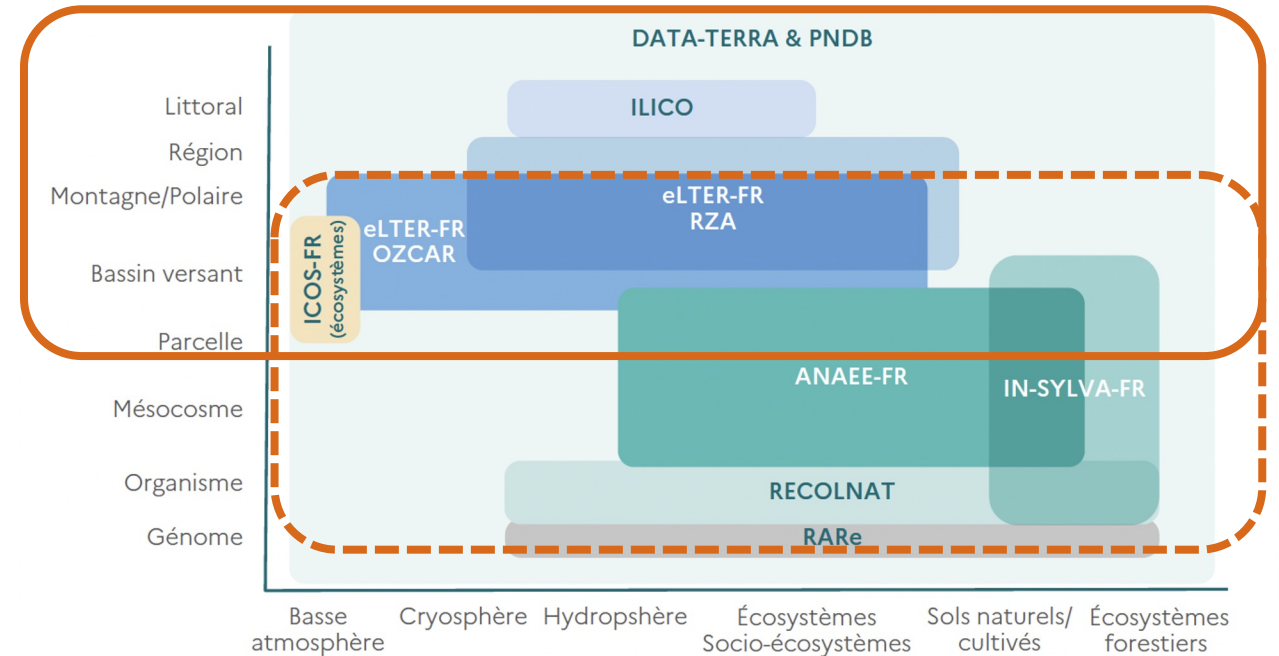 DATA-TERRA & PNDB
Littoral
ILICO
Région
Montagne/Polaire
eLTER-FR
RZA
eLTER-FR
OZCAR
ICOS-FR
(écosystèmes)
Bassin versant
Parcelle
ANAEE-FR
IN-SYLVA-FR
Mésocosme
Organisme
RECOLNAT
Génome
RARe
Basse
atmosphère
Cryosphère
Hydropshère
Écosystèmes
Socio-écosystèmes
Sols naturels/
cultivés
Écosystèmes
forestiers